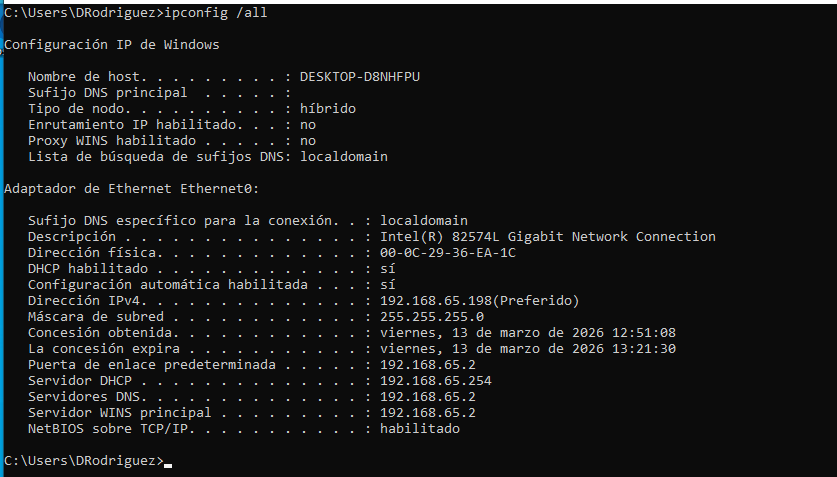 C:\Users\DRodriguez>ipconfig /all
Configuración IP de Windows
Nombre de host. . . . . . . . . : DESKTOP-D8NHFPU
Sufijo DNS principal  . . . . . :
Tipo de nodo. . . . . . . . . . : híbrido
Enrutamiento IP habilitado. . . : no
Proxy WINS habilitado . . . . . : no
Lista de búsqueda de sufijos DNS: localdomain
Adaptador de Ethernet Ethernet0:
Sufijo DNS específico para la conexión. . : localdomain
Descripción . . . . . . . . . . . . . . . : Intel(R) 82574L Gigabit Network Connection
Dirección física. . . . . . . . . . . . . : 00-0C-29-36-EA-1C
DHCP habilitado . . . . . . . . . . . . . : sí
Configuración automática habilitada . . . : sí
Dirección IPv4. . . . . . . . . . . . . . : 192.168.65.198(Preferido)
Máscara de subred . . . . . . . . . . . . : 255.255.255.0
Concesión obtenida. . . . . . . . . . . . : viernes, 13 de marzo de 2026 12:51:08
La concesión expira . . . . . . . . . . . : viernes, 13 de marzo de 2026 13:21:30
Puerta de enlace predeterminada . . . . . : 192.168.65.2
Servidor DHCP . . . . . . . . . . . . . . : 192.168.65.254
Servidores DNS. . . . . . . . . . . . . . : 192.168.65.2
Servidor WINS principal . . . . . . . . . : 192.168.65.2
NetBIOS sobre TCP/IP. . . . . . . . . . . : habilitado
C:\Users\DRodriguez>